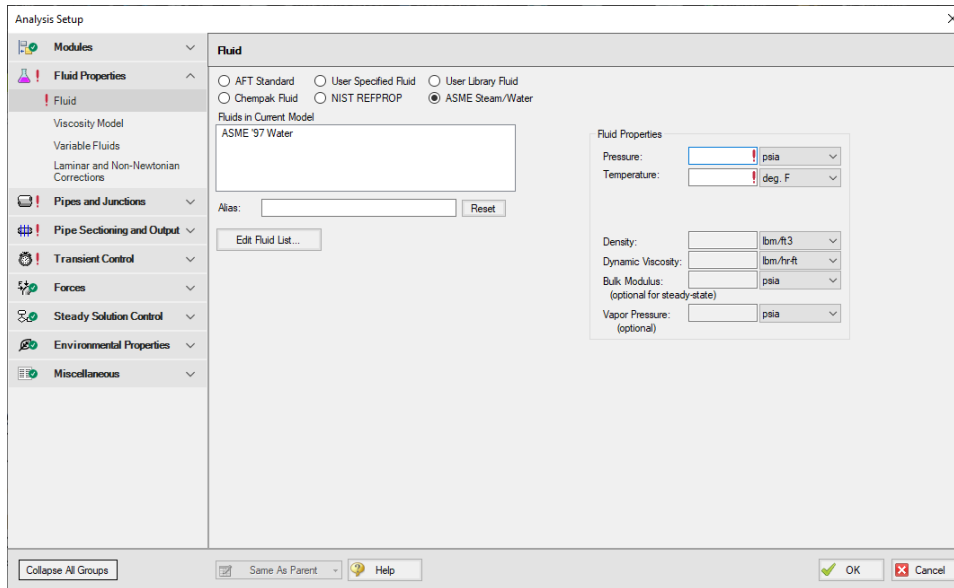 Analysis Setup
Modules
Fluid Properties
Fluid
Viscosity Model
Variable Fluids
Laminar and Non-Newtonian
Corrections
Pipes and Junctions
Pipe Sectioning and Output
Transient Control
Forces
Steady Solution Control
Environmental Properties
Miscellaneous
Collapse All Groups
Fluid
AFT Standard
User Specified Fluid
User Library Fluid
Chempak Fluid
NIST REFPROP
ASME Steam/Water
Fluids in Current Model
ASME '97 Water
Alias:
Reset
Edit Fluid List...
Fluid Properties
Pressure:
psia
Temperature:
deg. F
Density:
lbm/ft3
Dynamic Viscosity:
lbm/hr-ft
Bulk Modulus:
psia
(optional for steady-state)
Vapor Pressure:
psia
(optional)
Same As Parent
Help
OK
Cancel